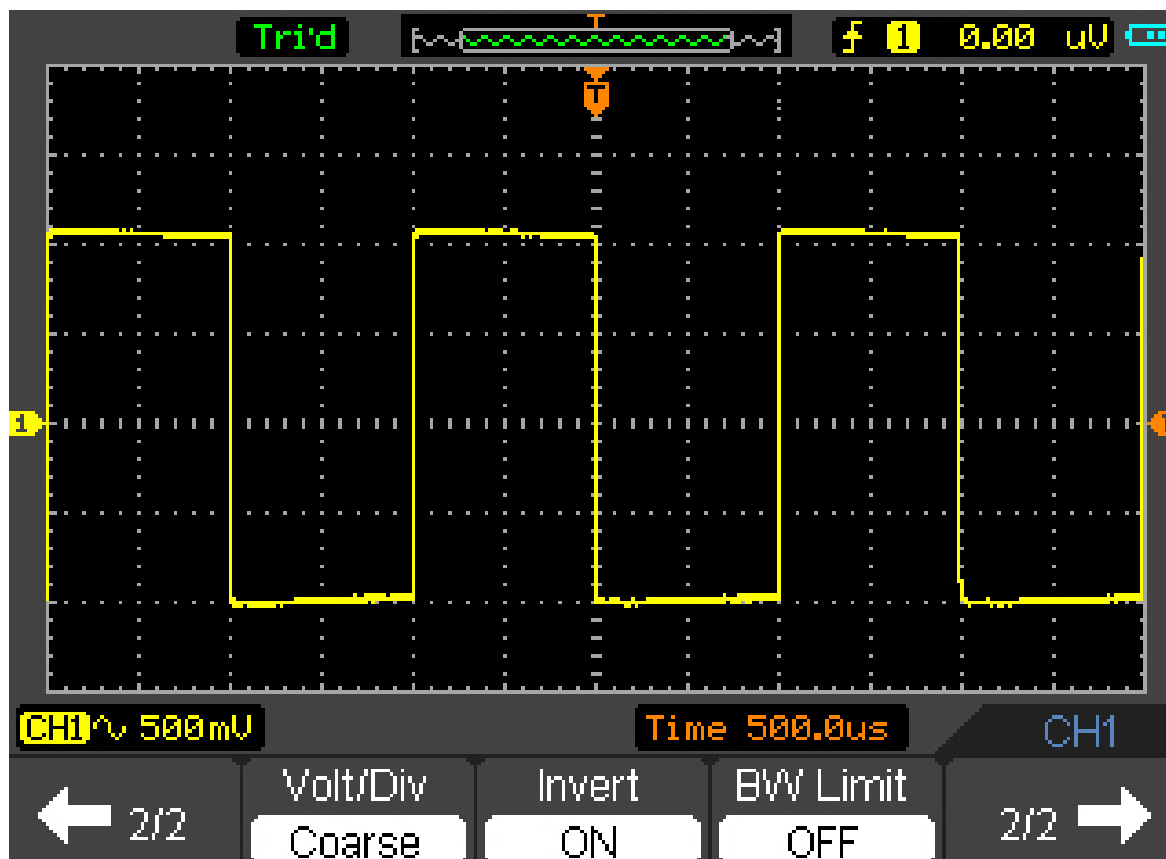 Tri'd T 1 0.00 uV
T
1
CH1 500mV Time 500.0us CH1
Volt/Div Invert BW Limit
2/2 Coarse ON OFF 2/2